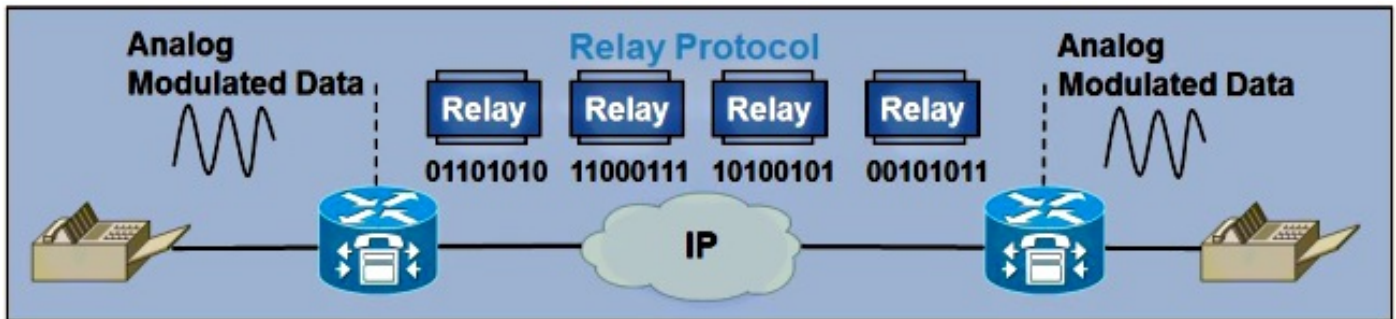 Analog
Modulated Data
Relay Protocol
Analog
Modulated Data
Relay Relay Relay Relay
01101010 11000111 10100101 00101011
IP